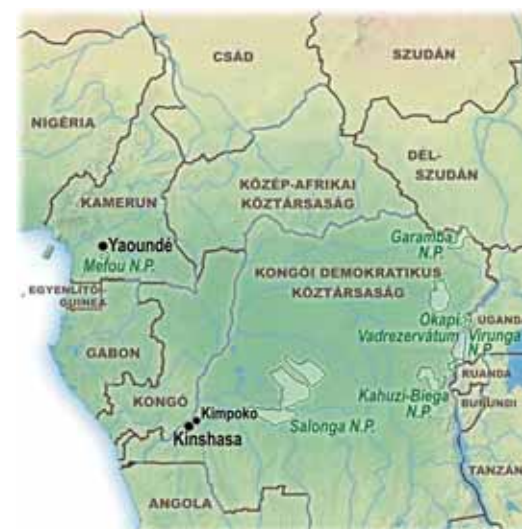 CSÁD
SZUDÁN
NIGÉRIA
DÉL-
SZUDÁN
KÖZÉP-AFRIKAI
KÖZTÁRSASÁG
KAMERUN
Yaoundé
Mefou N.P.
Garamba
N.P.
KONGÓI DEMOKRATIKUS
KÖZTÁRSASÁG
EGYENLÍTŐI-
GUINEA
Okapi
Vadrezervátum
UGANDA
Virunga
N.P.
GABON
RUANDA
Kahuzi-Biega
N.P.
BURUNDI
KONGÓ
Kimpoko
Kinshasa
Salonga N.P.
TANZÁN
ANGOLA